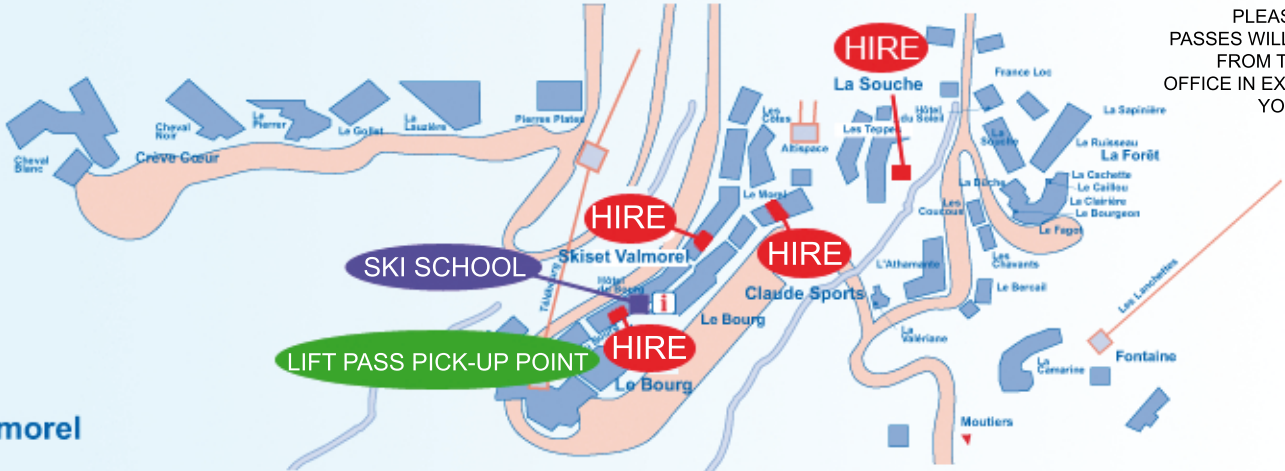 PLEAS
PASSES WILL
FROM T
OFFICE IN EX
YO
HIRE
La Souche
France Loc
La Sapinière
Le Ruisseau
La Forêt
La Cachette
Le Caillou
La Clairière
Le Bourgeon
Le Fagot
La Bûche
La
Souche
Hôtel
du Soleil
Les Teppes
Altispace
Les
Côtes
Le Morel
Pierres Plates
La
Lauzière
Le Gollet
Le
Pierrer
Cheval
Noir
Cheval
Blanc
Crève Cœur
HIRE
Skiset Valmorel
SKI SCHOOL
Hôtel
du Bourg
Télébourg
i
HIRE
Claude Sports
Le Bourg
LIFT PASS PICK-UP POINT
HIRE
Le Bourg
Les
Coucous
Les
Chavants
L'Athamante
Le Bercail
La
Valériane
Les Lanchettes
Fontaine
La
Camarine
Moutiers
morel